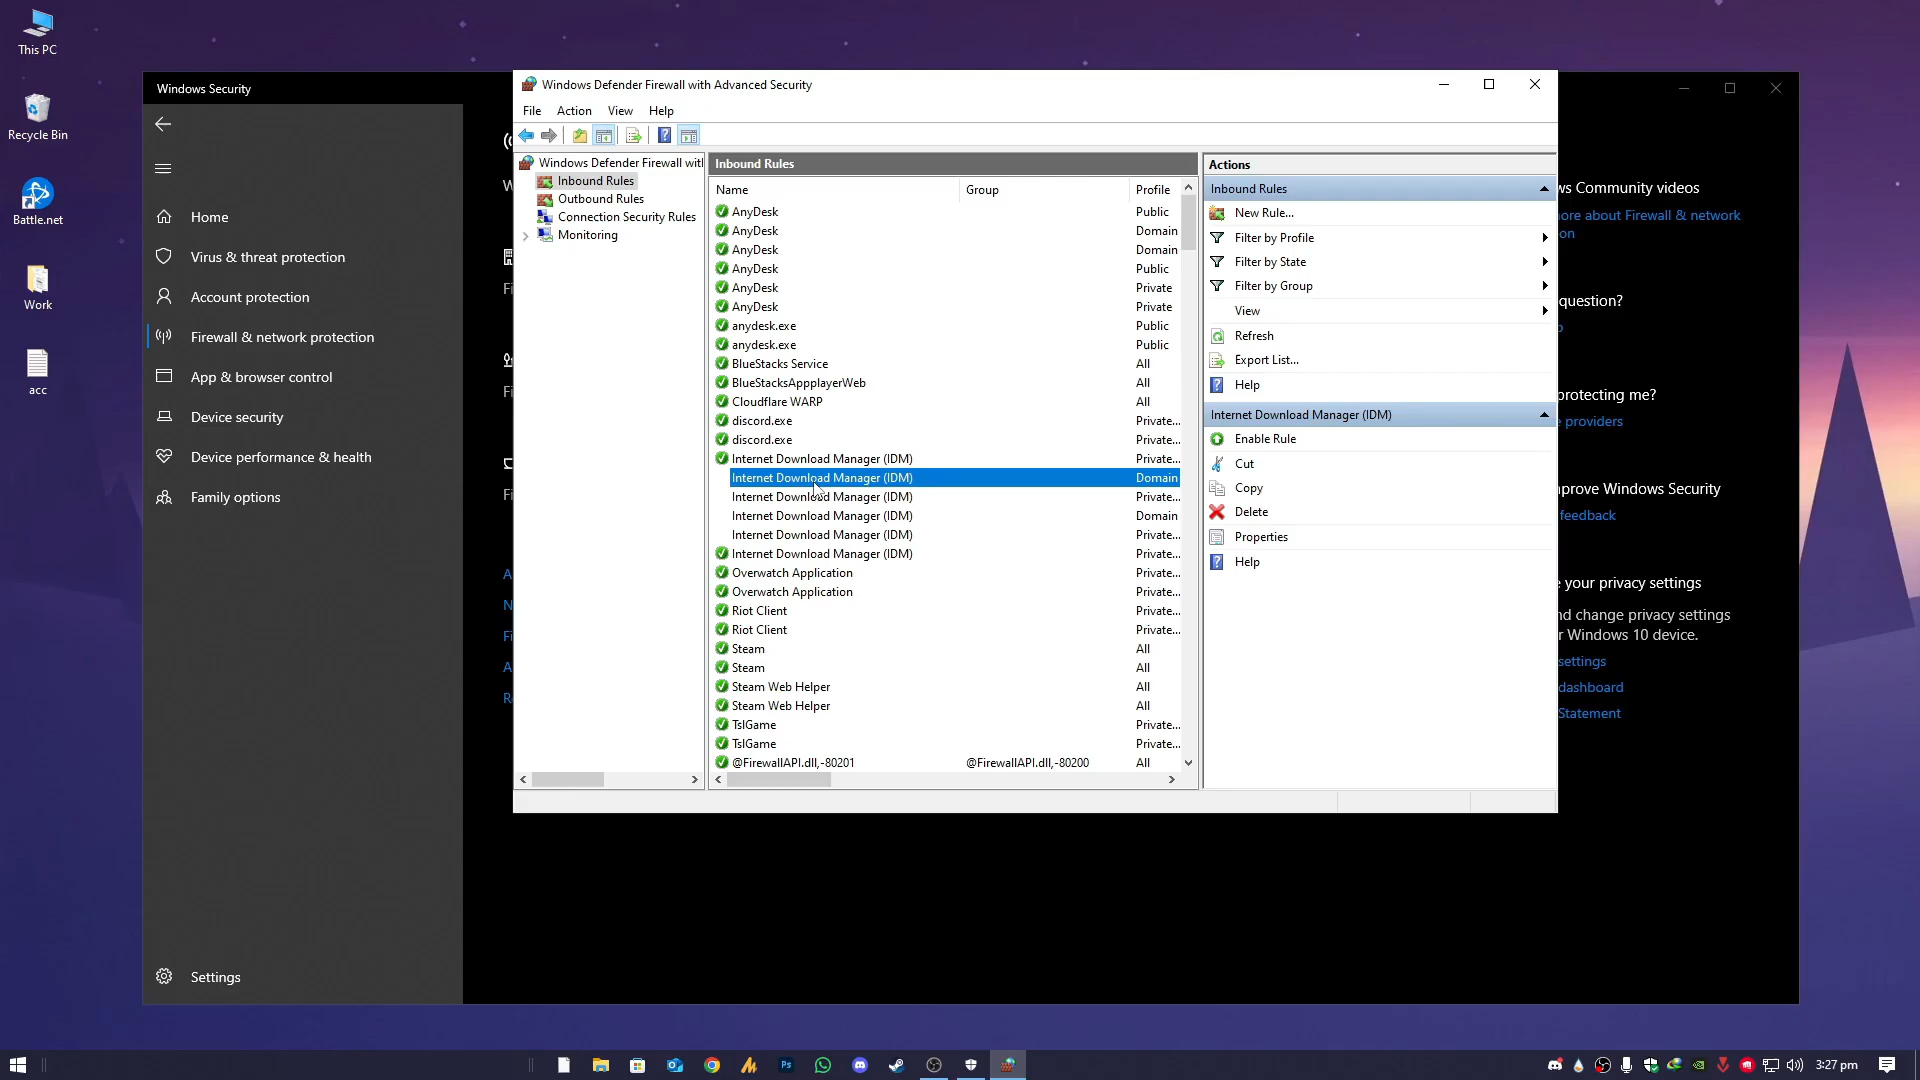 This PC
Recycle Bin
Battle.net
Work
acc
Windows Security
Home
Virus & threat protection
Account protection
Firewall & network protection
App & browser control
Device security
Device performance & health
Family options
Settings
Windows Defender Firewall with Advanced Security
File Action View Help
Windows Defender Firewall wit
Inbound Rules
Outbound Rules
Connection Security Rules
Monitoring
Inbound Rules
Name Group Profile
AnyDesk Public
AnyDesk Domain
AnyDesk Domain
AnyDesk Public
AnyDesk Private
AnyDesk Private
anydesk.exe Public
anydesk.exe Public
BlueStacks Service All
BlueStacksAppplayerWeb All
Cloudflare WARP All
discord.exe Private...
discord.exe Private...
Internet Download Manager (IDM) Private...
Internet Download Manager (IDM) Domain
Internet Download Manager (IDM) Private...
Internet Download Manager (IDM) Domain
Internet Download Manager (IDM) Private...
Internet Download Manager (IDM) Private...
Overwatch Application Private...
Overwatch Application Private...
Riot Client Private...
Riot Client Private...
Steam All
Steam All
Steam Web Helper All
Steam Web Helper All
TslGame Private...
TslGame Private...
@FirewallAPI.dll,-80201 @FirewallAPI.dll,-80200 All
Actions
Inbound Rules
New Rule...
Filter by Profile
Filter by State
Filter by Group
View
Refresh
Export List...
Help
Internet Download Manager (IDM)
Enable Rule
Cut
Copy
Delete
Properties
Help
ws Community videos
ore about Firewall & network
on
question?
protecting me?
providers
prove Windows Security
feedback
your privacy settings
nd change privacy settings
r Windows 10 device.
settings
dashboard
Statement
Ps
3:27 pm